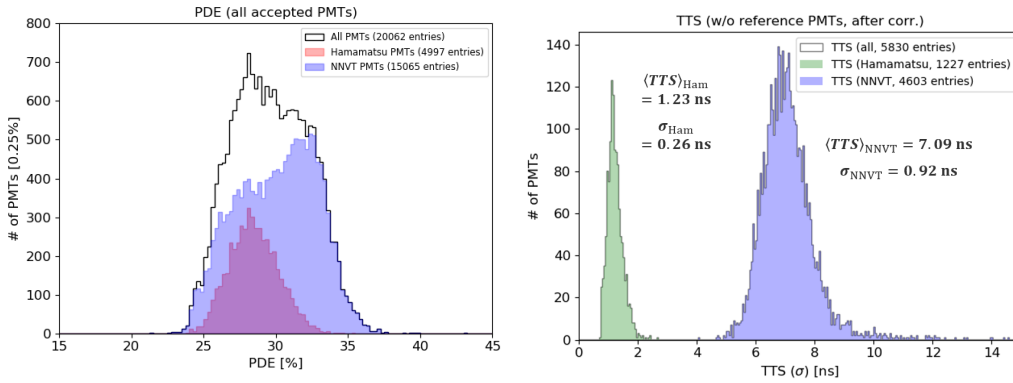 PDE (all accepted PMTs)
800
700
600
500
400
300
200
100
0
# of PMTs [0.25%]
All PMTs (20062 entries)
Hamamatsu PMTs (4997 entries)
NNVT PMTs (15065 entries)
15
20
25
30
35
40
45
PDE [%]
TTS (w/o reference PMTs, after corr.)
140
120
100
80
60
40
20
0
# of PMTs
TTS (all, 5830 entries)
TTS (Hamamatsu, 1227 entries)
TTS (NNVT, 4603 entries)
⟨TTS⟩Ham
= 1.23 ns
σHam
= 0.26 ns
⟨TTS⟩NNVT = 7.09 ns
σNNVT = 0.92 ns
0
2
4
6
8
10
12
14
TTS (σ) [ns]